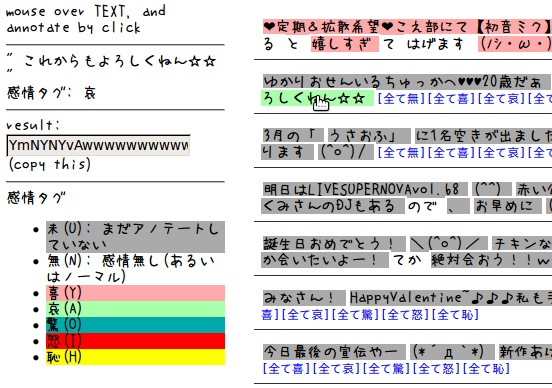 mouse over TEXT, and
annotate by click
" これからもよろしくねん☆☆
"
感情タグ: 哀
result:
YmNYNYvAwwwwwwwwwww
(copy this)
感情タグ
未(U): まだアノテートし
ていない
無(N): 感情無し(あるい
はノーマル)
喜(Y)
哀(A)
驚(O)
怒(I)
恥(H)
❤定期＆拡散希望❤こえ部にて【初音ミク】
る と 嬉しすぎ て はげます (ﾉｼ・ω・)
ゆかりおせんいるちゅっかへ♥♥♥20歳だぁ
ろしくねん☆☆ [全て無][全て喜][全て哀][全
3月の「 うさおふ」 に1名空きが出ました
ります (^o^)/ [全て無][全て喜][全て哀][全
明日はLIVESUPERNOVAvol.68 (^^) 赤い
くみさんのDJもある ので 、 お早めに
誕生日おめでとう！ ＼(^o^)／ チキンな
か会いたいよー！ てか 絶対会おう！！w
みなさん！ HappyValentine~♪♪♪私も
喜][全て哀][全て驚][全て怒][全て恥]
今日最後の宣伝やー (*´д`*) 新作あ
[全て喜][全て哀][全て驚][全て怒][全て恥]